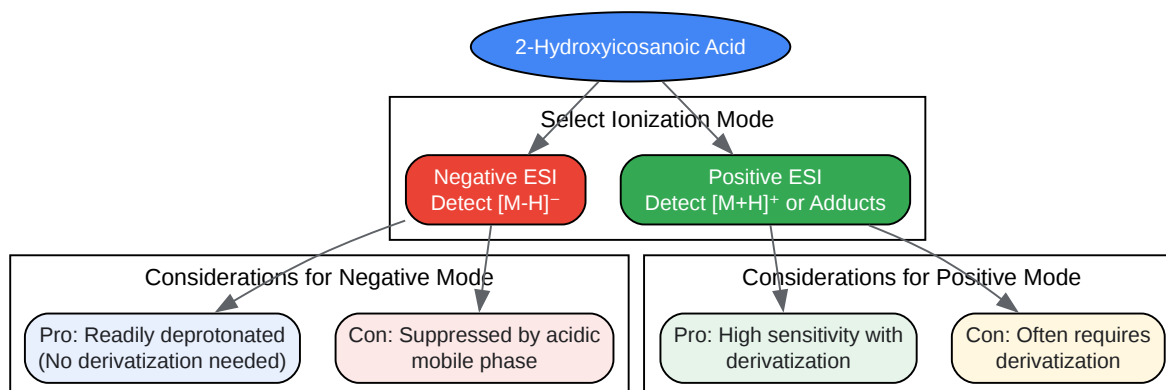 2-Hydroxyicosanoic Acid
Select Ionization Mode
Negative ESI
Detect [M-H]⁻
Positive ESI
Detect [M+H]⁺ or Adducts
Considerations for Negative Mode
Pro: Readily deprotonated
(No derivatization needed)
Con: Suppressed by acidic
mobile phase
Considerations for Positive Mode
Pro: High sensitivity with
derivatization
Con: Often requires
derivatization